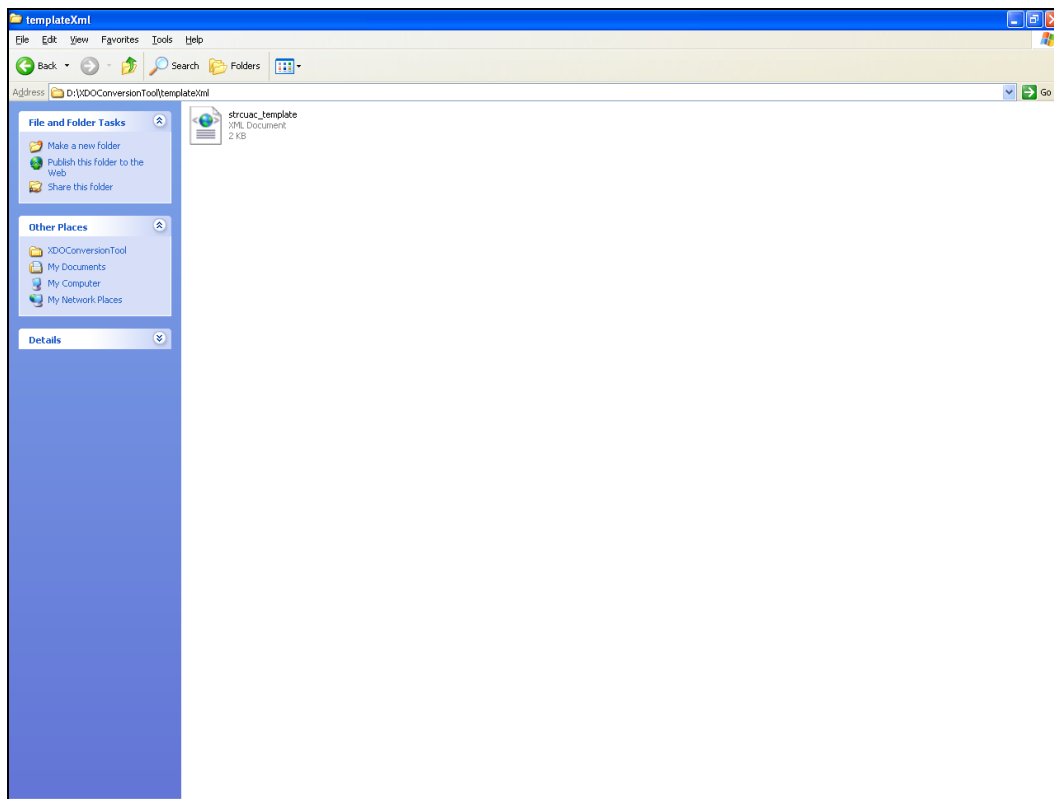 templateXml
File Edit View Favorites Tools Help
Back Search Folders
Address D:\XDOConversionTool\templateXml Go
File and Folder Tasks
Make a new folder
Publish this folder to the
Web
Share this folder
Other Places
XDOConversionTool
My Documents
My Computer
My Network Places
Details
strcuac_template
XML Document
2 KB